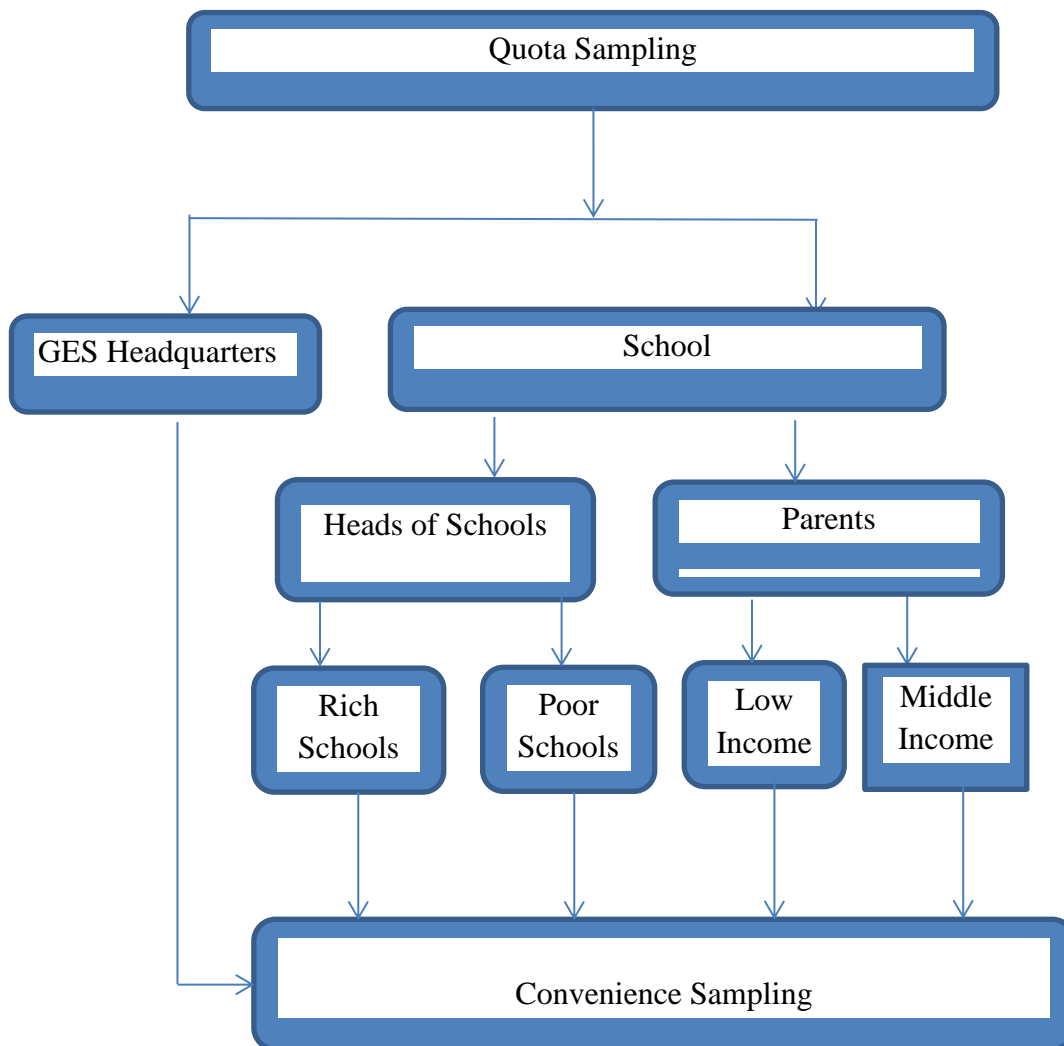 Quota Sampling
GES Headquarters
School
Heads of Schools
Parents
Rich
Schools
Poor
Schools
Low
Income
Middle
Income
Convenience Sampling